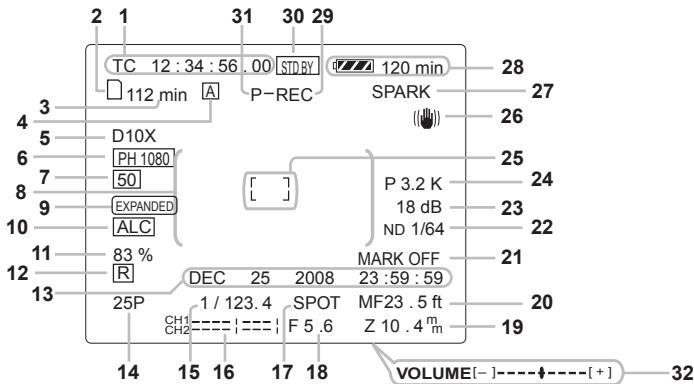 2 1 31 30 29
TC 12 : 34 : 56 . 00 STD BY 120 min 28
112 min A P-REC SPARK 27
3
4 26
5 D10X
6 PH 1080 25
7 50 P 3.2 K 24
8
9 EXPANDED 18 dB 23
10 ALC ND 1/64 22
11 83 % MARK OFF 21
12 R
13 DEC 25 2008 23 :59 : 59
25P 1 / 123. 4 SPOT MF23 . 5 ft 20
CH1
CH2 F 5 .6 Z 10 . 4 mm 19
14 15 16 17 18
VOLUME [–]----♦----[+] 32